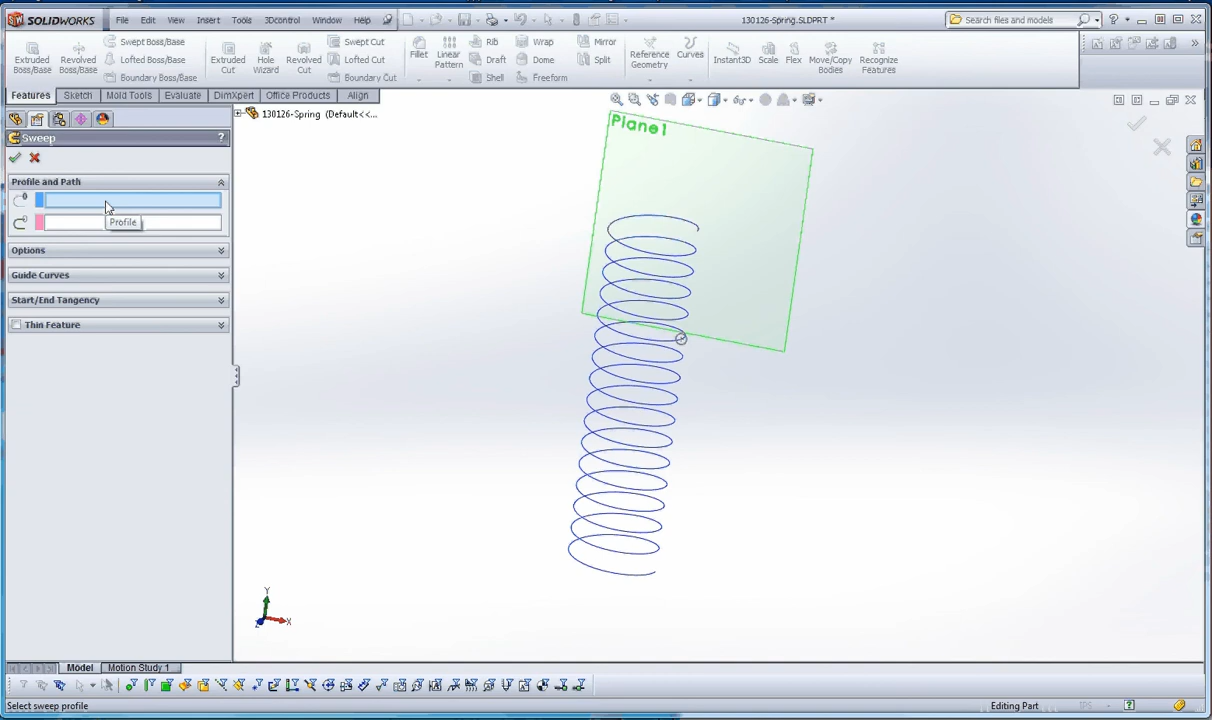 SOLIDWORKS File Edit View Insert Tools 3Dcontrol Window Help 130126-Spring.SLDPRT * Search files and models ?
Extruded Boss/Base
Revolved Boss/Base
Swept Boss/Base
Lofted Boss/Base
Boundary Boss/Base
Extruded Cut
Hole Wizard
Revolved Cut
Swept Cut
Lofted Cut
Boundary Cut
Fillet
Linear Pattern
Rib
Draft
Shell
Wrap
Dome
Freeform
Mirror
Split
Reference Geometry
Curves
Instant3D
Scale
Flex
Move/Copy Bodies
Recognize Features
Features Sketch Mold Tools Evaluate DimXpert Office Products Align
130126-Spring (Default<<...
Sweep ?
Profile and Path
Profile
Options
Guide Curves
Start/End Tangency
Thin Feature
Plane1
Y
X
Z
Model Motion Study 1
Select sweep profile Editing Part ?